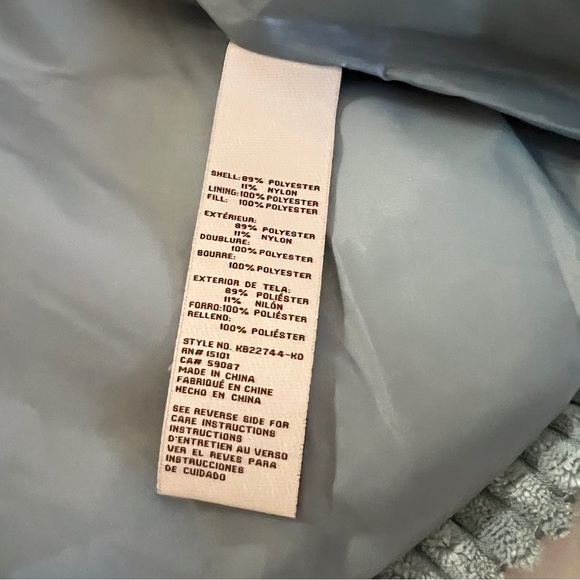 SHELL: 89% POLYESTER
11% NYLON
LINING: 100% POLYESTER
FILL: 100% POLYESTER
EXTÉRIEUR:
89% POLYESTER
11% NYLON
DOUBLURE:
100% POLYESTER
BOURRE:
100% POLYESTER
EXTERIOR DE TELA:
89% POLIÉSTER
11% NILÓN
FORRO: 100% POLIÉSTER
RELLENO:
100% POLIÉSTER
STYLE NO. KB22744-KO
RN# 15101
CA# 59087
MADE IN CHINA
FABRIQUÉ EN CHINE
HECHO EN CHINA
SEE REVERSE SIDE FOR
CARE INSTRUCTIONS
INSTRUCTIONS
D'ENTRETIEN AU VERSO
VER EL REVES PARA
INSTRUCCIONES
DE CUIDADO